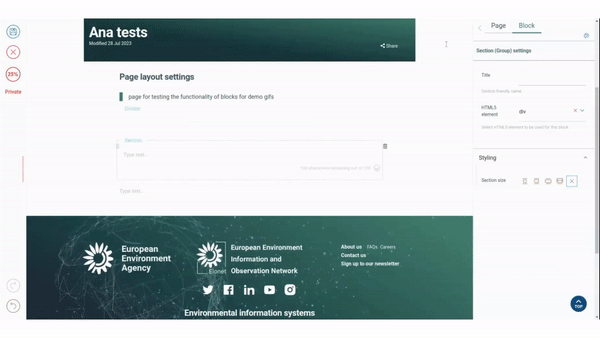 Ana tests
Modified 28 Jul 2023
Share
Page layout settings
page for testing the functionality of blocks for demo gifs
Divider
Section
Type text…
Type text…
25%
Private
Page Block
Section (Group) settings
Title
Section friendly name
HTML5 element
div
Select HTML5 element to be used for this block
Styling
Section size
European Environment Agency
Eionet
European Environment
Information and
Observation Network
About us FAQs Careers
Contact us
Sign up to our newsletter
Environmental information systems
TOP